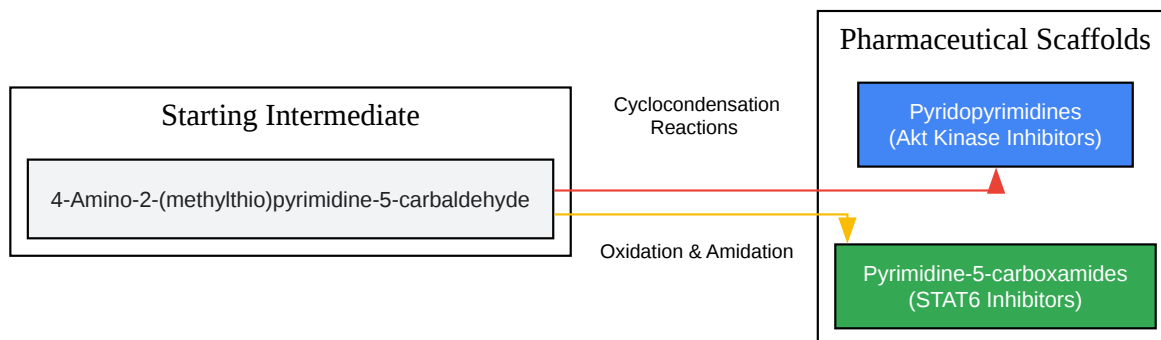 Starting Intermediate
4-Amino-2-(methylthio)pyrimidine-5-carbaldehyde
Cyclocondensation
Reactions
Oxidation & Amidation
Pharmaceutical Scaffolds
Pyridopyrimidines
(Akt Kinase Inhibitors)
Pyrimidine-5-carboxamides
(STAT6 Inhibitors)